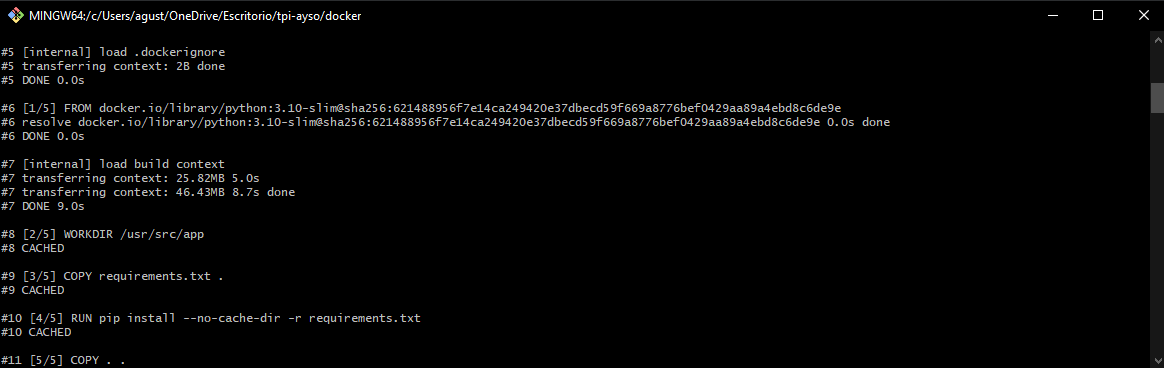 MINGW64:/c/Users/agust/OneDrive/Escritorio/tpi-ayso/docker
#5 [internal] load .dockerignore
#5 transferring context: 2B done
#5 DONE 0.0s
#6 [1/5] FROM docker.io/library/python:3.10-slim@sha256:621488956f7e14ca249420e37dbecd59f669a8776bef0429aa89a4ebd8c6de9e
#6 resolve docker.io/library/python:3.10-slim@sha256:621488956f7e14ca249420e37dbecd59f669a8776bef0429aa89a4ebd8c6de9e 0.0s done
#6 DONE 0.0s
#7 [internal] load build context
#7 transferring context: 25.82MB 5.0s
#7 transferring context: 46.43MB 8.7s done
#7 DONE 9.0s
#8 [2/5] WORKDIR /usr/src/app
#8 CACHED
#9 [3/5] COPY requirements.txt .
#9 CACHED
#10 [4/5] RUN pip install --no-cache-dir -r requirements.txt
#10 CACHED
#11 [5/5] COPY . .